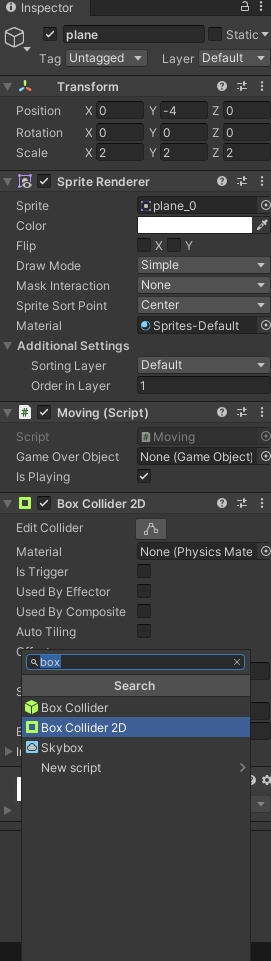 Inspector
plane Static
Tag Untagged Layer Default
Transform
Position X 0 Y -4 Z 0
Rotation X 0 Y 0 Z 0
Scale X 2 Y 2 Z 2
Sprite Renderer
Sprite plane_0
Color
Flip X Y
Draw Mode Simple
Mask Interaction None
Sprite Sort Point Center
Material Sprites-Default
Additional Settings
Sorting Layer Default
Order in Layer 1
Moving (Script)
Script Moving
Game Over Object None (Game Object)
Is Playing
Box Collider 2D
Edit Collider
Material None (Physics Mate
Is Trigger
Used By Effector
Used By Composite
Auto Tiling
box
Search
Box Collider
Box Collider 2D
Skybox
New script